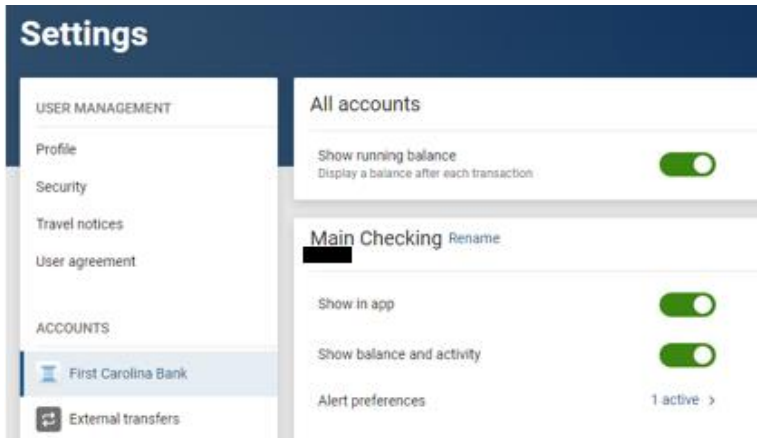 Settings
USER MANAGEMENT
Profile
Security
Travel notices
User agreement
ACCOUNTS
First Carolina Bank
External transfers
All accounts
Show running balance
Display a balance after each transaction
Main Checking Rename
Show in app
Show balance and activity
Alert preferences 1 active >